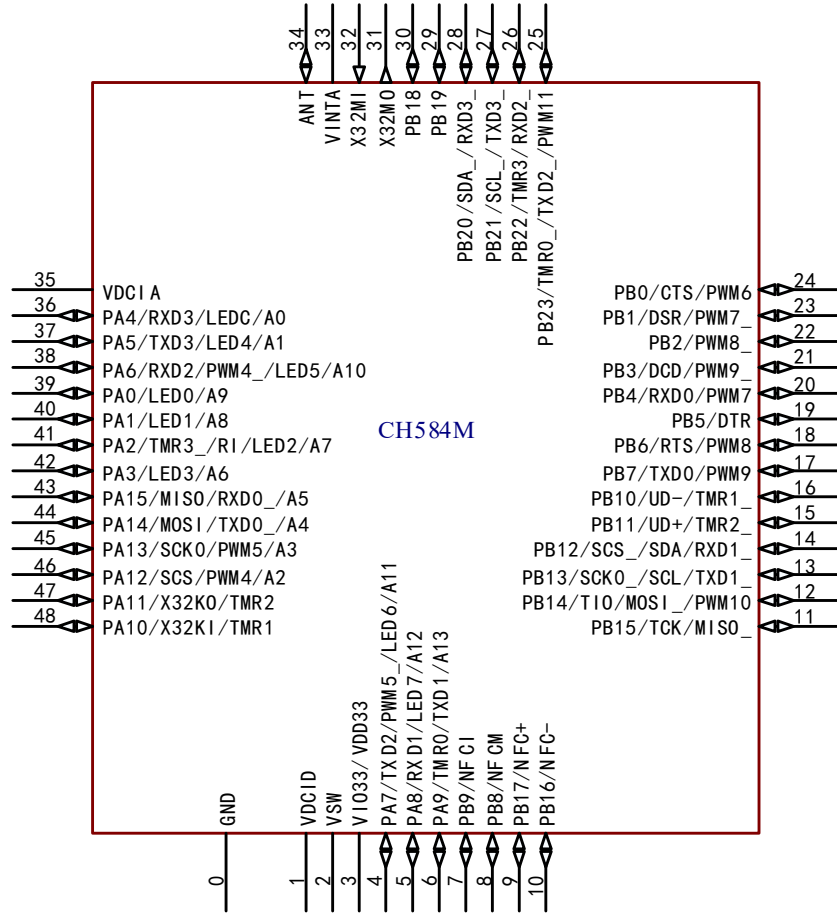 34
33
32
31
30
29
28
27
26
25
ANT
VINTA
X32MI
X32MO
PB18
PB19
PB20/SDA_/RXD3_
PB21/SCL_/TXD3_
PB22/TMR3/RXD2_
PB23/TMR0_/TXD2_/PWM11
35 VDCIA
36 PA4/RXD3/LEDC/A0
37 PA5/TXD3/LED4/A1
38 PA6/RXD2/PWM4_/LED5/A10
39 PA0/LED0/A9
40 PA1/LED1/A8
41 PA2/TMR3_/RI/LED2/A7
42 PA3/LED3/A6
43 PA15/MISO/RXD0_/A5
44 PA14/MOSI/TXD0_/A4
45 PA13/SCK0/PWM5/A3
46 PA12/SCS/PWM4/A2
47 PA11/X32KO/TMR2
48 PA10/X32KI/TMR1
CH584M
PB0/CTS/PWM6 24
PB1/DSR/PWM7_ 23
PB2/PWM8_ 22
PB3/DCD/PWM9_ 21
PB4/RXD0/PWM7 20
PB5/DTR 19
PB6/RTS/PWM8 18
PB7/TXD0/PWM9 17
PB10/UD-/TMR1_ 16
PB11/UD+/TMR2_ 15
PB12/SCS_/SDA/RXD1_ 14
PB13/SCK0_/SCL/TXD1_ 13
PB14/TIO/MOSI_/PWM10 12
PB15/TCK/MISO_ 11
GND
VDCID
VSW
VIO33/VDD33
PA7/TXD2/PWM5_/LED6/A11
PA8/RXD1/LED7/A12
PA9/TMR0/TXD1/A13
PB9/NFCI
PB8/NFCM
PB17/NFC+
PB16/NFC-
0
1
2
3
4
5
6
7
8
9
10